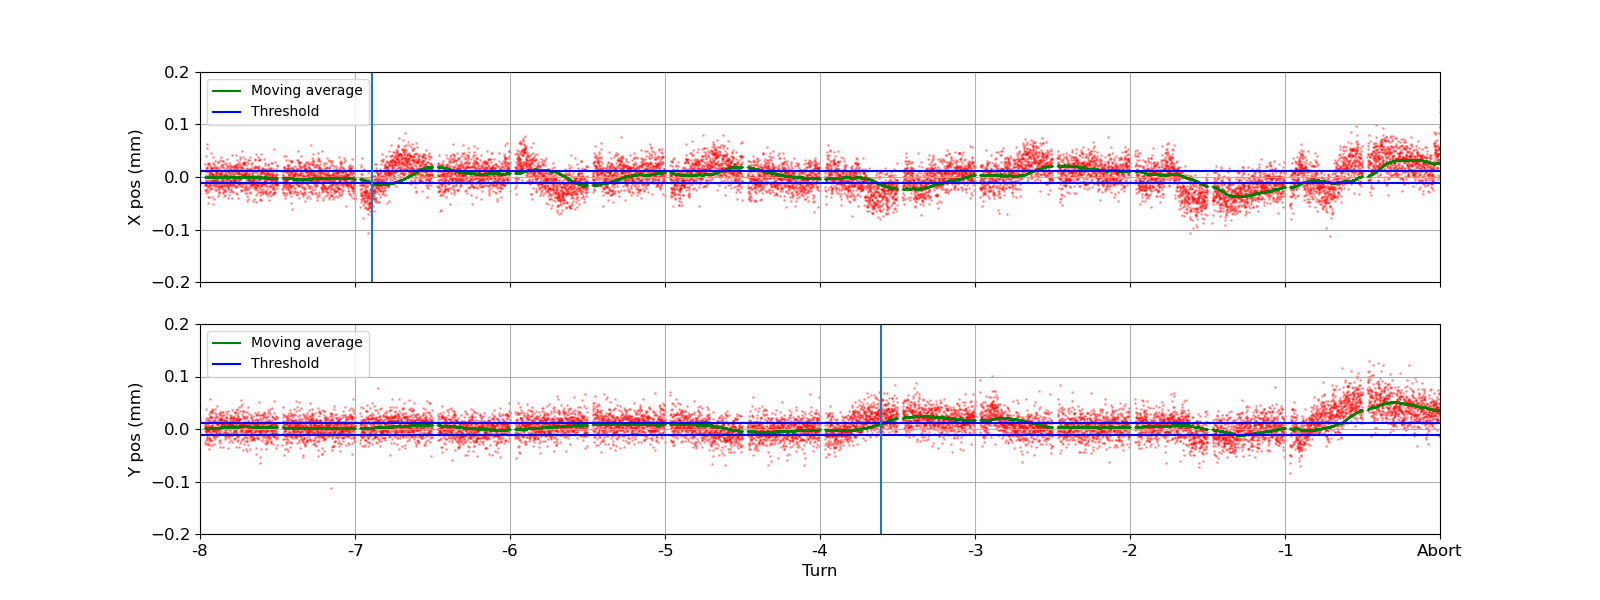 0.2
0.1
0.0
−0.1
−0.2
X pos (mm)
Moving average
Threshold
0.2
0.1
0.0
−0.1
−0.2
Y pos (mm)
Moving average
Threshold
-8 -7 -6 -5 -4 -3 -2 -1 Abort
Turn